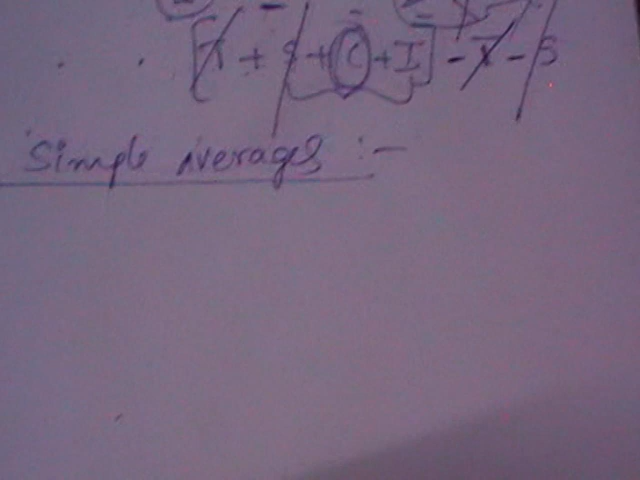 [T + S + C + I] - T - S
Simple Averages :-